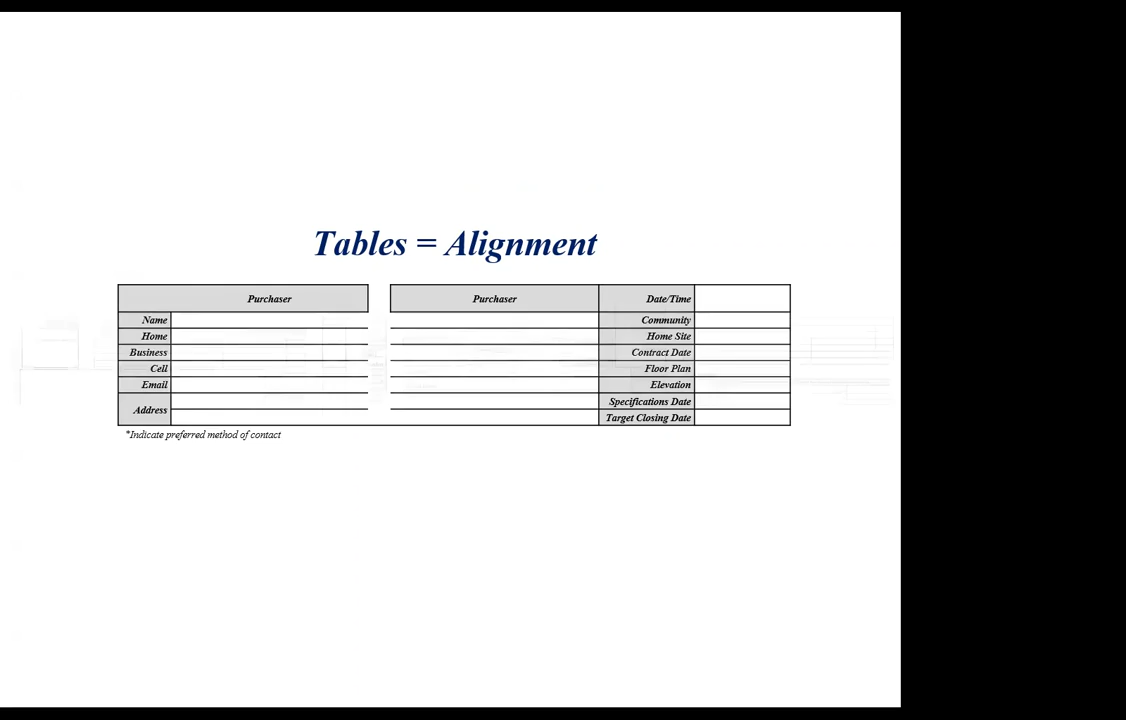 Tables = Alignment
Purchaser Purchaser Date/Time
Name Community
Home Home Site
Business Contract Date
Cell Floor Plan
Email Elevation
Address Specifications Date
Target Closing Date
*Indicate preferred method of contact